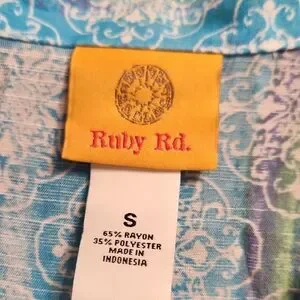 Ruby Rd.
S
65% RAYON
35% POLYESTER
MADE IN
INDONESIA